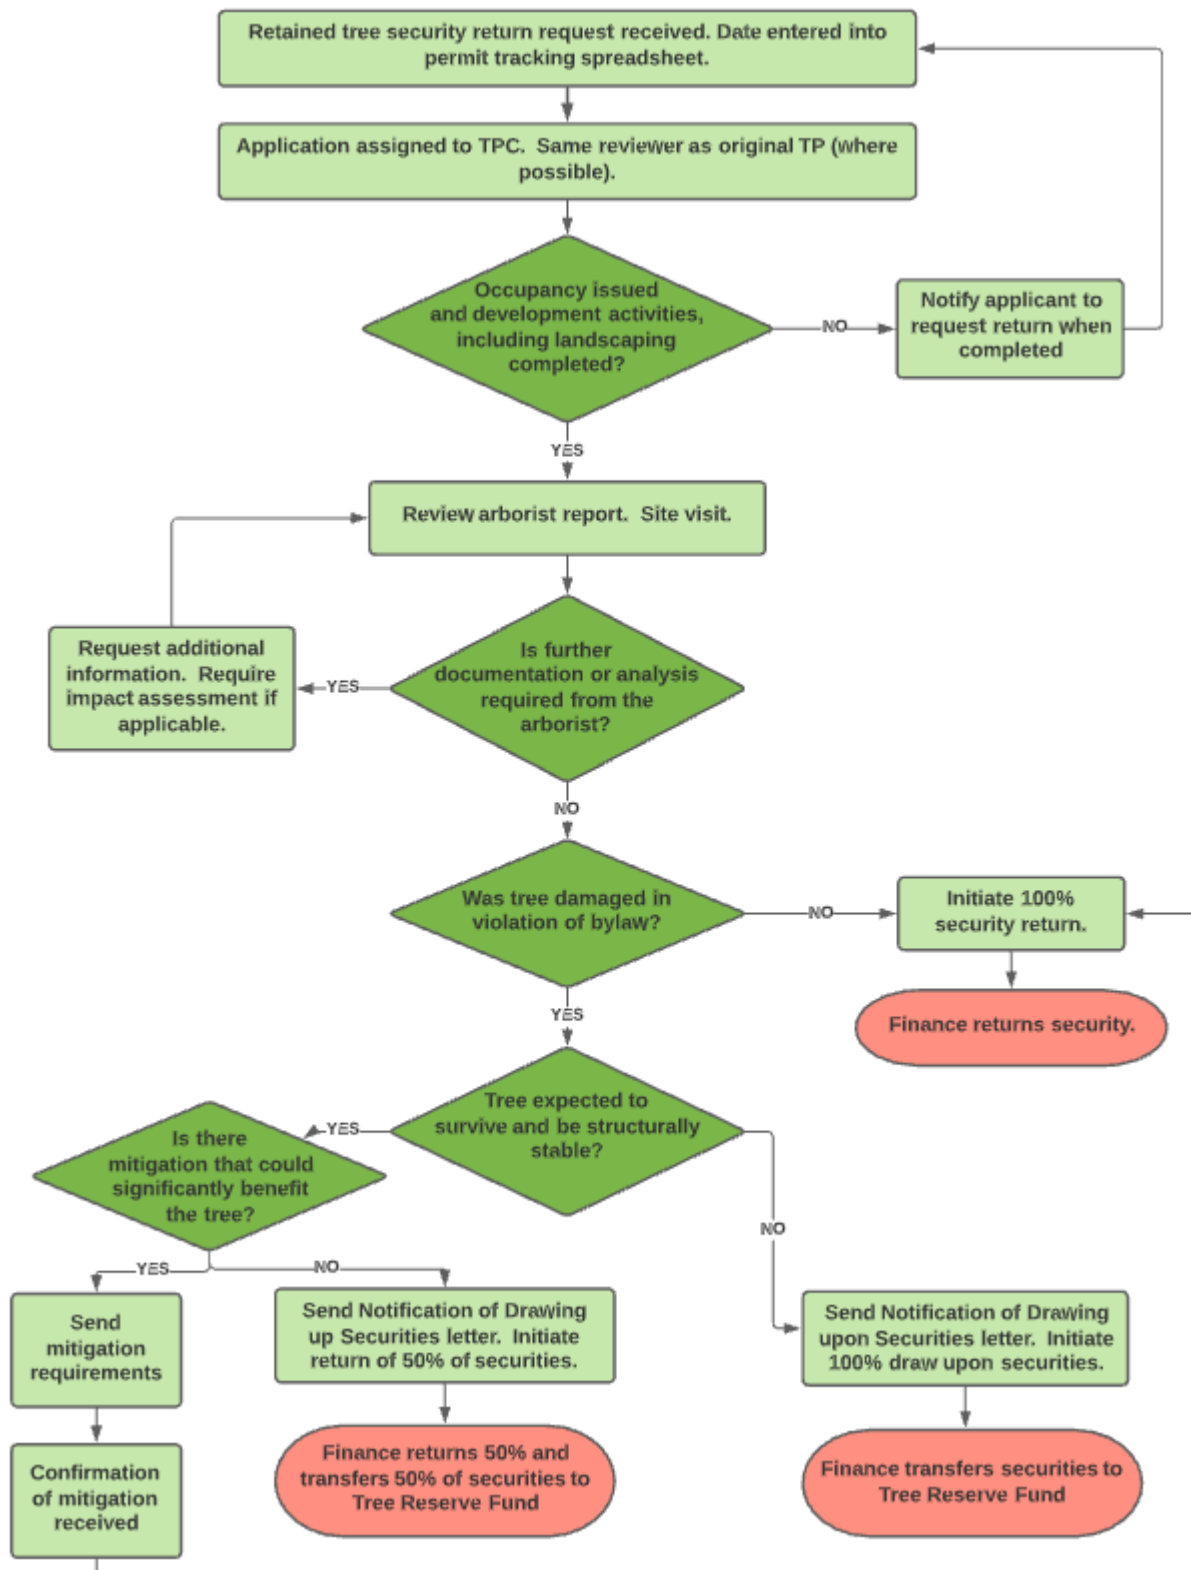 Retained tree security return request received. Date entered into
permit tracking spreadsheet.
Application assigned to TPC. Same reviewer as original TP (where
possible).
Occupancy issued
and development activities,
including landscaping
completed?
NO
Notify applicant to
request return when
completed
YES
Review arborist report. Site visit.
Is further
documentation or analysis
required from the
arborist?
YES
Request additional
information. Require
impact assessment if
applicable.
NO
Was tree damaged in
violation of bylaw?
NO
Initiate 100%
security return.
Finance returns security.
YES
Tree expected to
survive and be structurally
stable?
YES
Is there
mitigation that could
significantly benefit
the tree?
NO
YES
NO
Send
mitigation
requirements
Send Notification of Drawing
up Securities letter. Initiate
return of 50% of securities.
Send Notification of Drawing
upon Securities letter. Initiate
100% draw upon securities.
Confirmation
of mitigation
received
Finance returns 50% and
transfers 50% of securities to
Tree Reserve Fund
Finance transfers securities to
Tree Reserve Fund